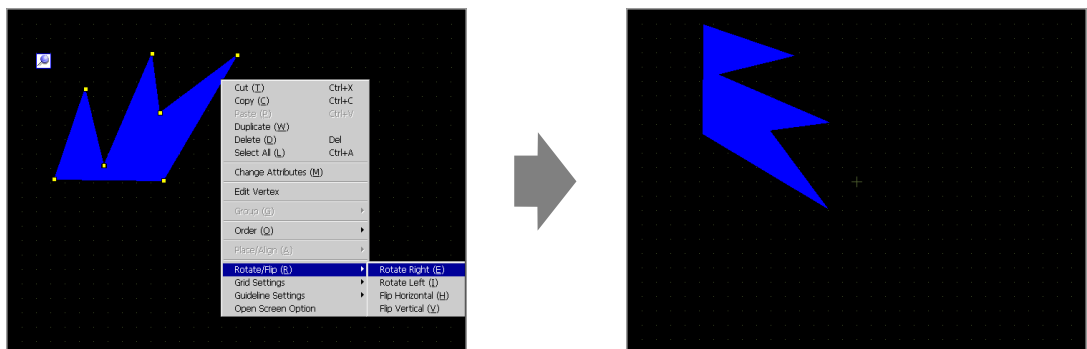 Cut (T) Ctrl+X
Copy (C) Ctrl+C
Paste (P) Ctrl+V
Duplicate (W)
Delete (D) Del
Select All (L) Ctrl+A
Change Attributes (M)
Edit Vertex
Group (G)
Order (O)
Place/Align (A)
Rotate/Flip (R)
Rotate Right (E)
Grid Settings
Rotate Left (I)
Guideline Settings
Flip Horizontal (H)
Open Screen Option
Flip Vertical (V)